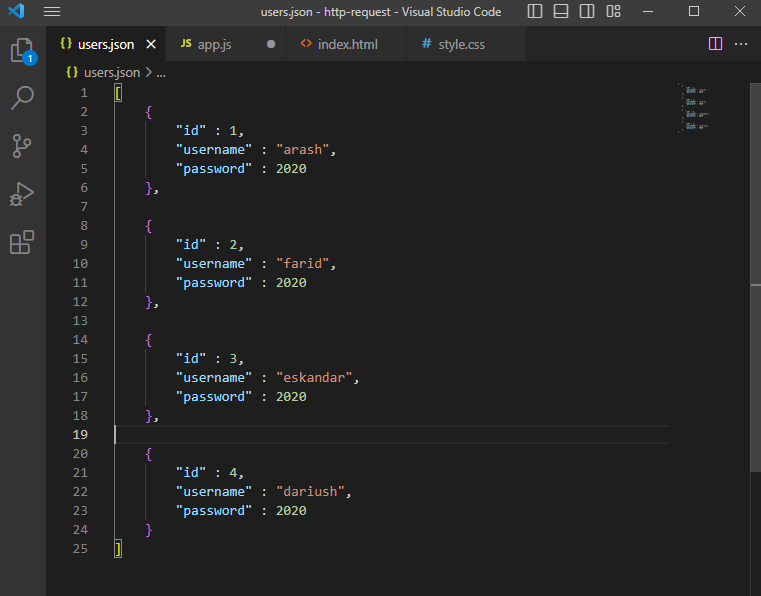 users.json - http-request - Visual Studio Code
{} users.json
JS app.js
<> index.html
# style.css
1
{} users.json > ...
1 [
2 {
3 "id" : 1,
4 "username" : "arash",
5 "password" : 2020
6 },
7
8 {
9 "id" : 2,
10 "username" : "farid",
11 "password" : 2020
12 },
13
14 {
15 "id" : 3,
16 "username" : "eskandar",
17 "password" : 2020
18 },
19
20 {
21 "id" : 4,
22 "username" : "dariush",
23 "password" : 2020
24 }
25 ]